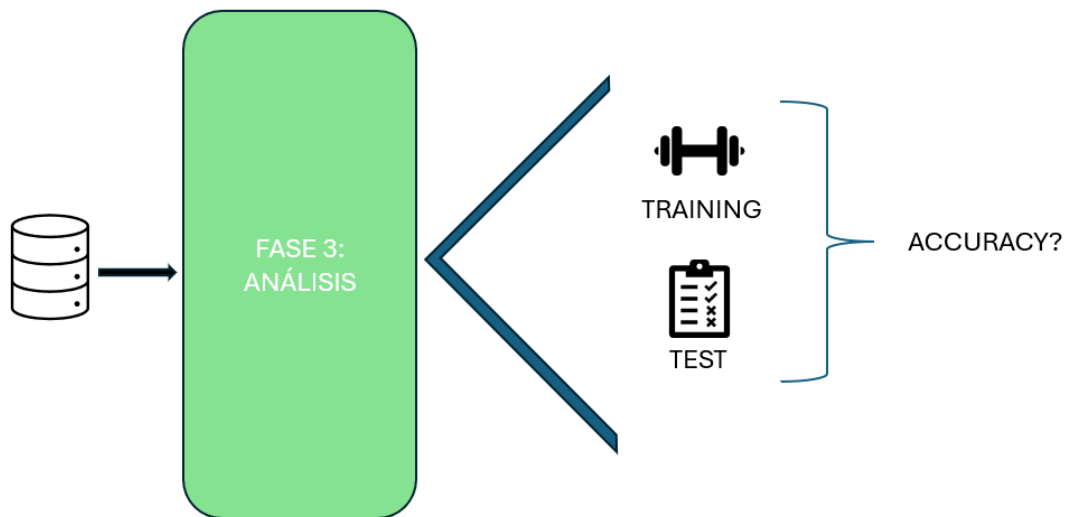 FASE 3:
ANÁLISIS
TRAINING
TEST
ACCURACY?